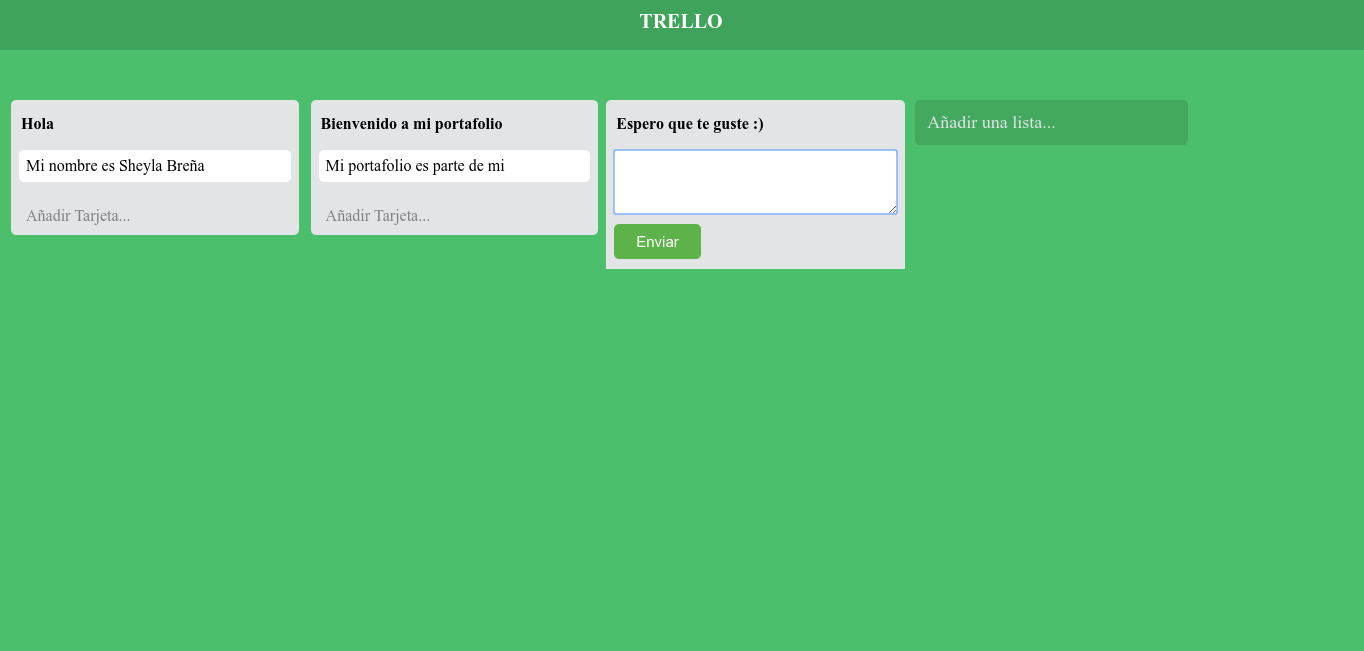 TRELLO
Hola
Mi nombre es Sheyla Breña
Añadir Tarjeta...
Bienvenido a mi portafolio
Mi portafolio es parte de mi
Añadir Tarjeta...
Espero que te guste :)
Enviar
Añadir una lista...